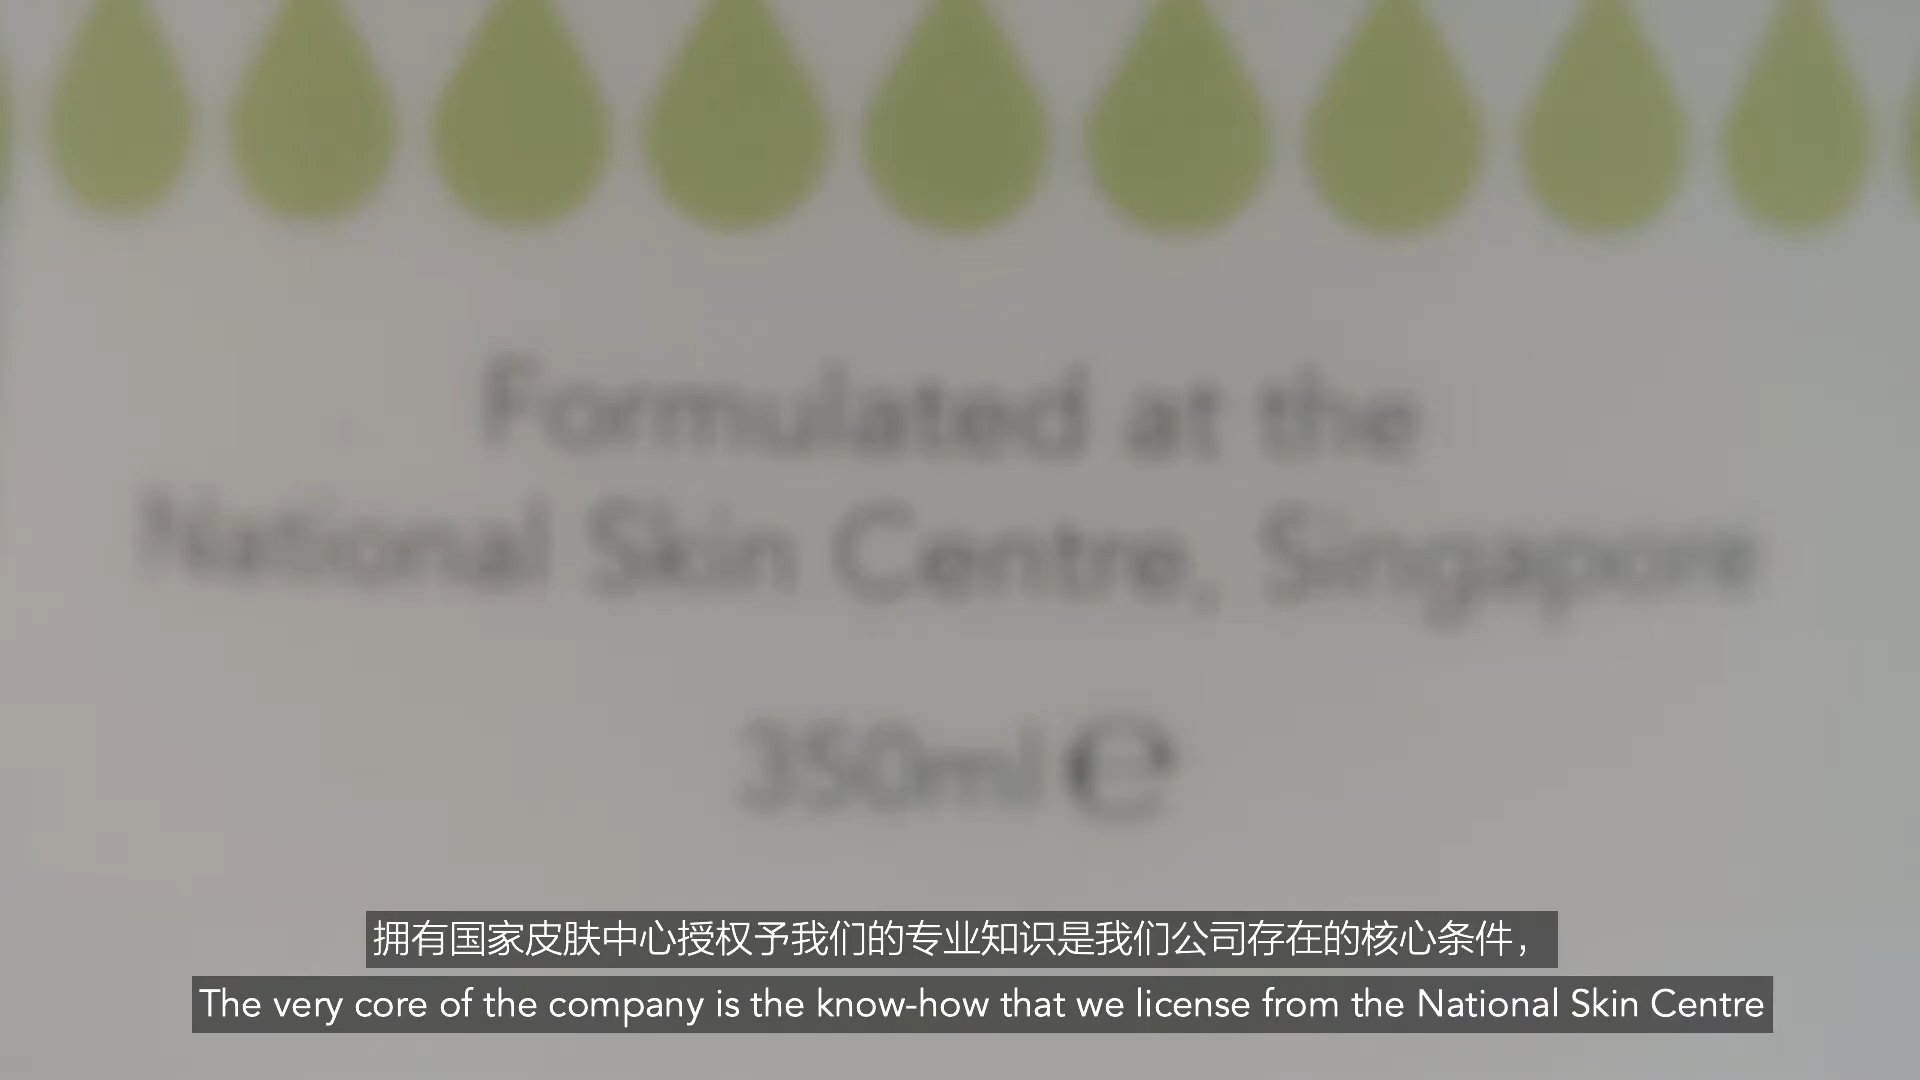 Formulated at the
National Skin Centre, Singapore
350ml ℮
拥有国家皮肤中心授权予我们的专业知识是我们公司存在的核心条件，
The very core of the company is the know-how that we license from the National Skin Centre